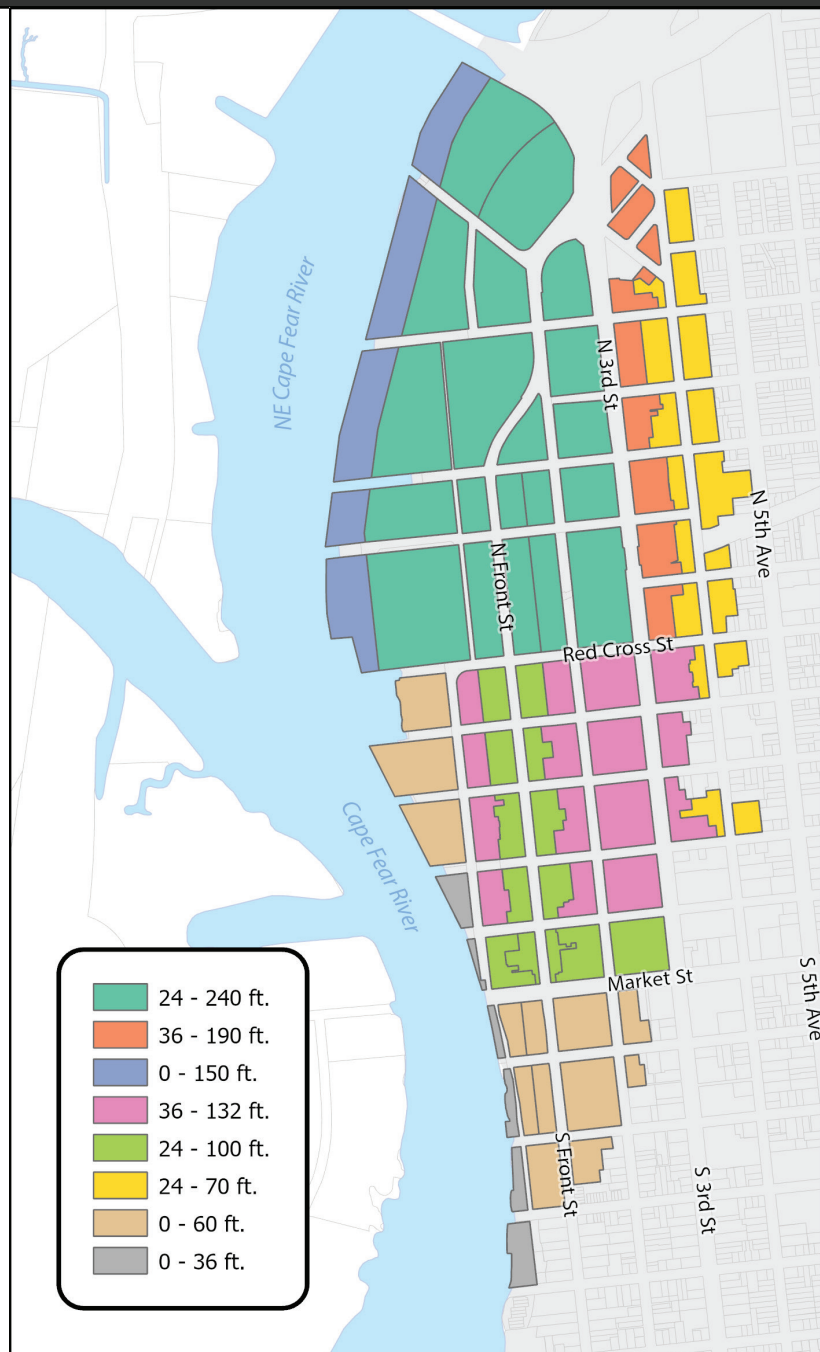 NE Cape Fear River
N 3rd St
N 5th Ave
N Front St
Red Cross St
Cape Fear River
Market St
S 5th Ave
S Front St
S 3rd St
24 - 240 ft.
36 - 190 ft.
0 - 150 ft.
36 - 132 ft.
24 - 100 ft.
24 - 70 ft.
0 - 60 ft.
0 - 36 ft.